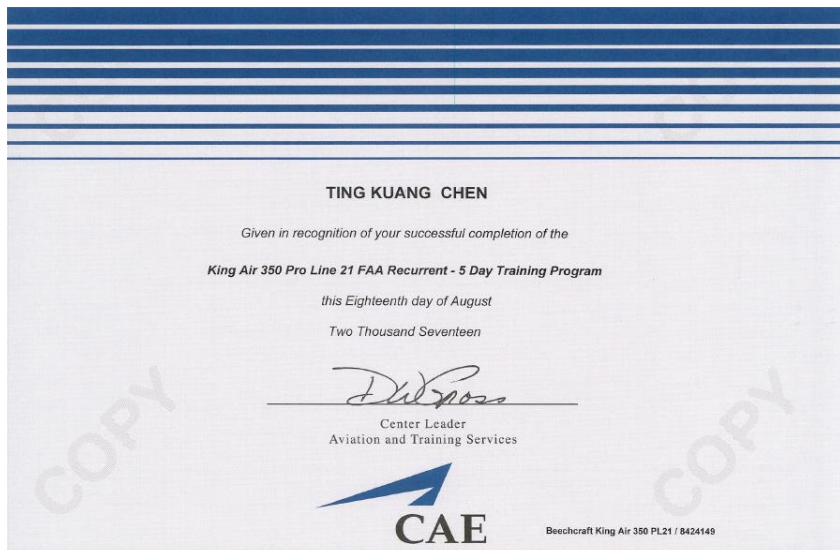 TING KUANG CHEN
Given in recognition of your successful completion of the
King Air 350 Pro Line 21 FAA Recurrent - 5 Day Training Program
this Eighteenth day of August
Two Thousand Seventeen
Center Leader
Aviation and Training Services
COPY
COPY
CAE
Beechcraft King Air 350 PL21 / 8424149